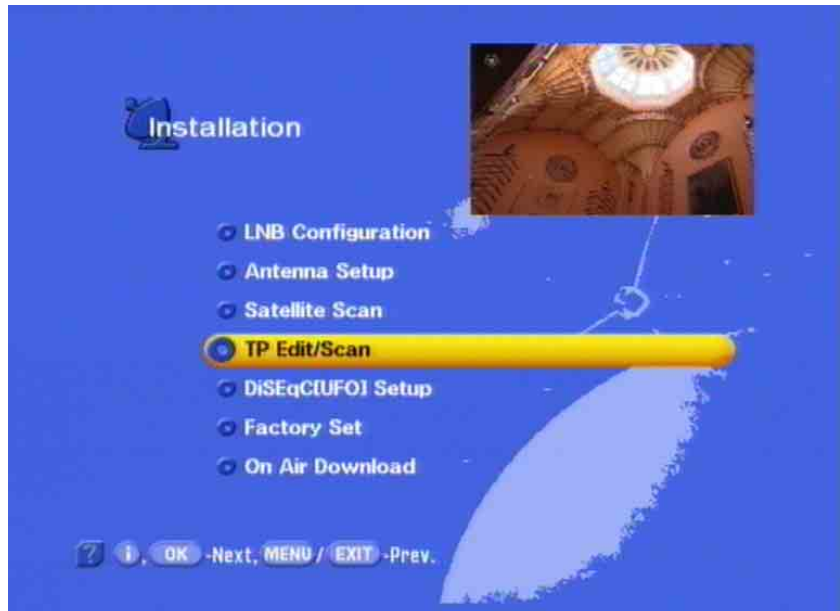 Installation
LNB Configuration
Antenna Setup
Satellite Scan
TP Edit/Scan
DiSEqC[UFO] Setup
Factory Set
On Air Download
? i, OK -Next, MENU / EXIT -Prev.